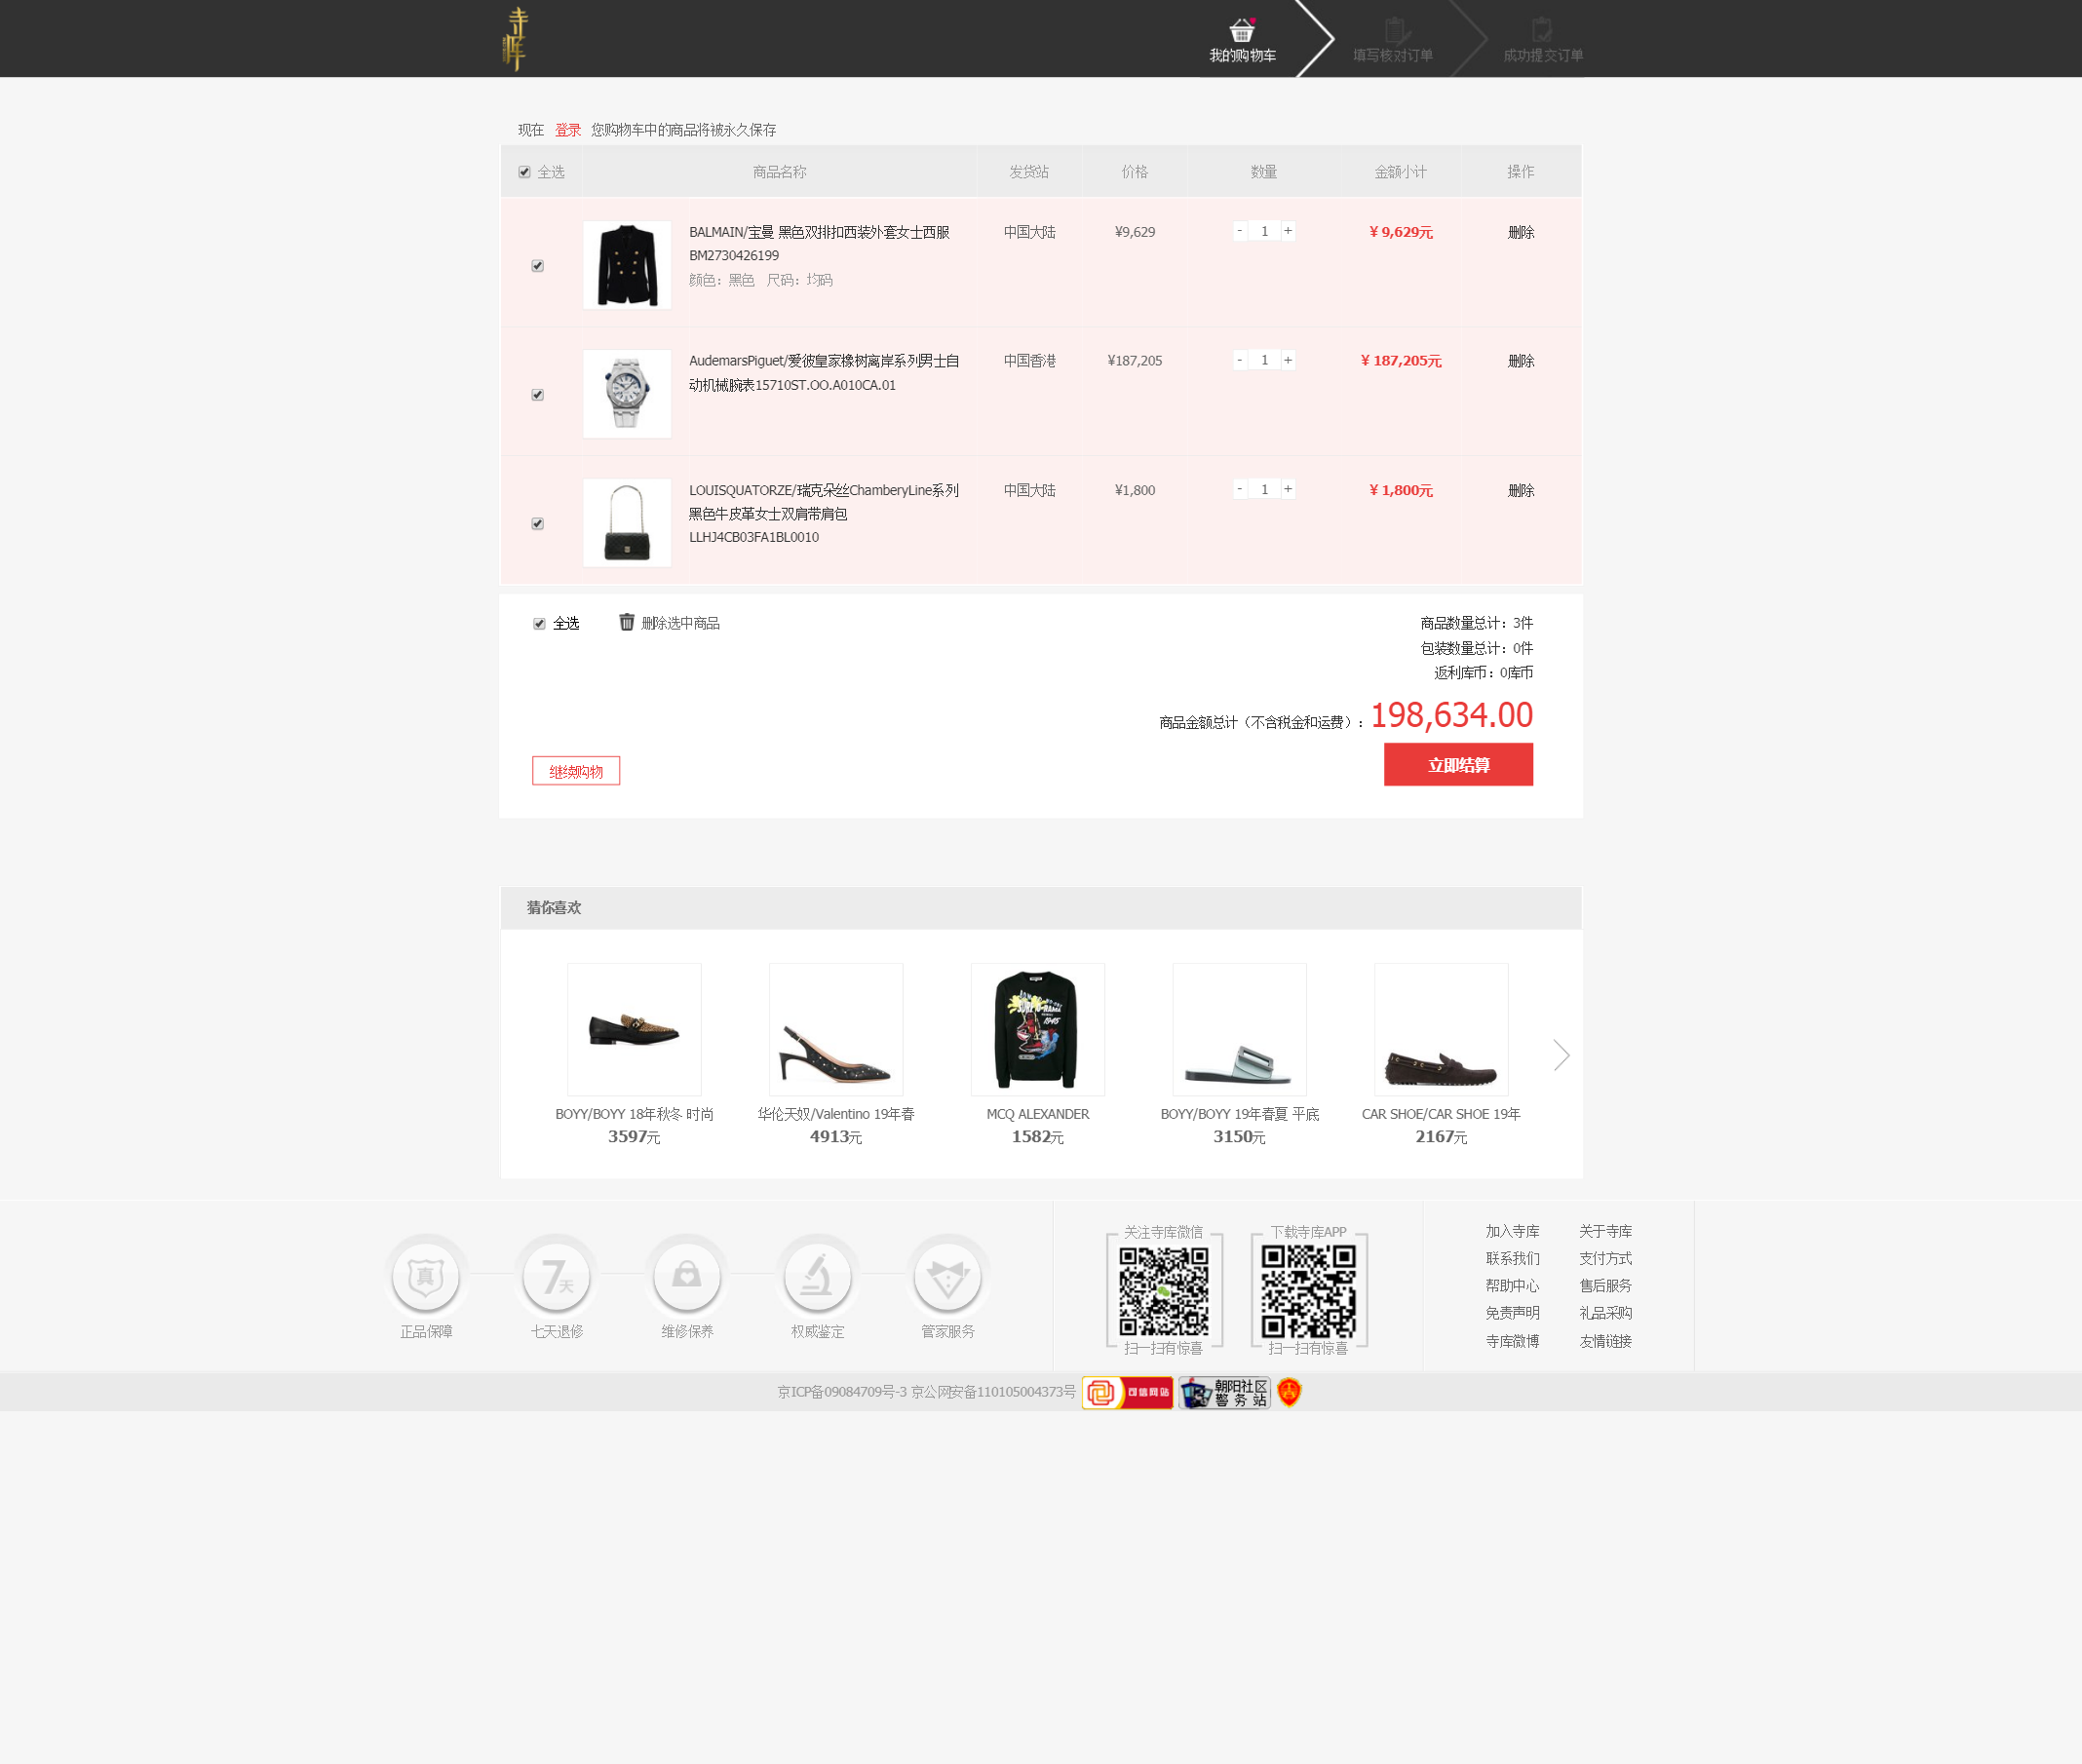 寺库
我的购物车
填写核对订单
成功提交订单
现在 登录 您购物车中的商品将被永久保存
全选 商品名称 发货站 价格 数量 金额小计 操作
BALMAIN/宝曼 黑色双排扣西装外套女士西服 中国大陆 ¥9,629 - 1 + ¥ 9,629元 删除
BM2730426199
颜色：黑色 尺码：均码
AudemarsPiguet/爱彼皇家橡树离岸系列男士自 中国香港 ¥187,205 - 1 + ¥ 187,205元 删除
动机械腕表15710ST.OO.A010CA.01
LOUISQUATORZE/瑞克朵丝ChamberyLine系列 中国大陆 ¥1,800 - 1 + ¥ 1,800元 删除
黑色牛皮革女士双肩带肩包
LLHJ4CB03FA1BL0010
全选 删除选中商品 商品数量总计：3件
包装数量总计：0件
返利库币：0库币
商品金额总计（不含税金和运费）：198,634.00
继续购物 立即结算
猜你喜欢
BOYY/BOYY 18年秋冬 时尚 华伦天奴/Valentino 19年春 MCQ ALEXANDER BOYY/BOYY 19年春夏 平底 CAR SHOE/CAR SHOE 19年
3597元 4913元 1582元 3150元 2167元
真 7天
正品保障 七天退修 维修保养 权威鉴定 管家服务
关注寺库微信 下载寺库APP
扫一扫有惊喜 扫一扫有惊喜
加入寺库 关于寺库
联系我们 支付方式
帮助中心 售后服务
免责声明 礼品采购
寺库微博 友情链接
京ICP备09084709号-3 京公网安备110105004373号 可信网站 朝阳社区
警务站